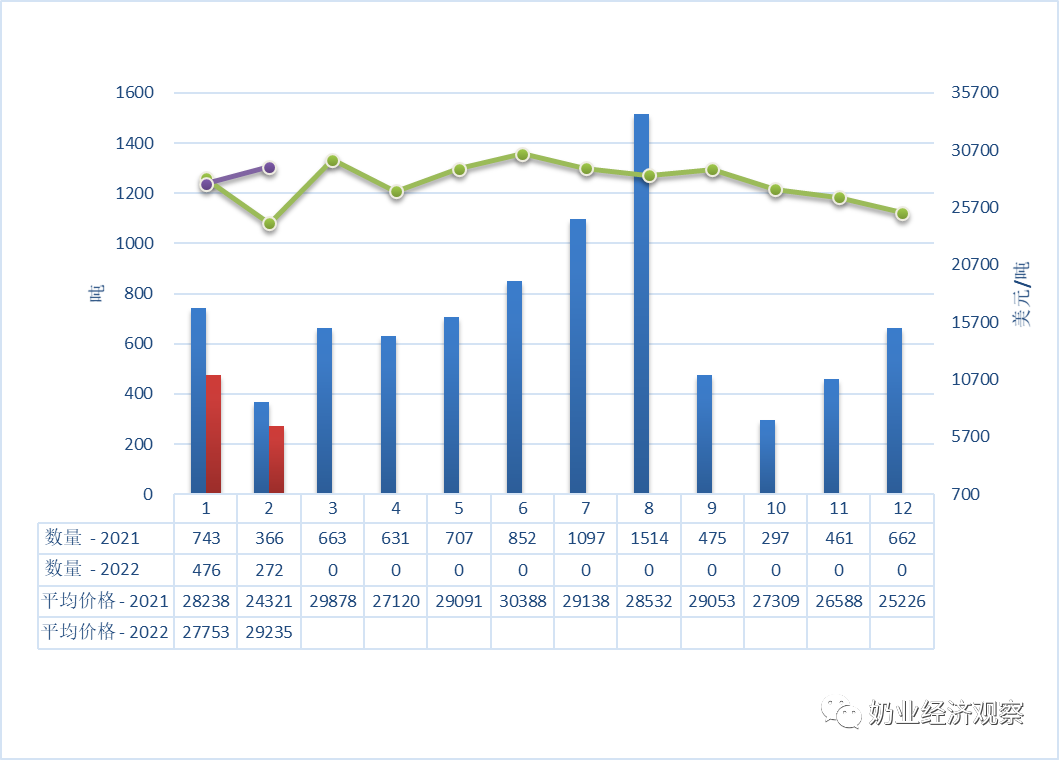 1600 35700
1400 30700
1200 25700
1000 20700
800 15700
600 10700
400 5700
200
0 700
吨
美元/吨
1 2 3 4 5 6 7 8 9 10 11 12
数量 - 2021 743 366 663 631 707 852 1097 1514 475 297 461 662
数量 - 2022 476 272 0 0 0 0 0 0 0 0 0 0
平均价格 - 2021 28238 24321 29878 27120 29091 30388 29138 28532 29053 27309 26588 25226
平均价格 - 2022 27753 29235
奶业经济观察